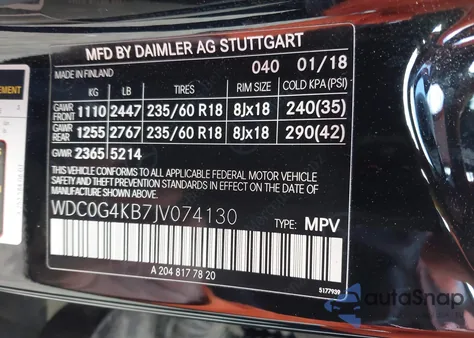 MFD BY DAIMLER AG STUTTGART
MADE IN FINLAND 040 01/18
KG LB TIRES RIM SIZE COLD KPA(PSI)
GAWR FRONT 1110 2447 235/60 R18 8Jx18 240(35)
GAWR REAR 1255 2767 235/60 R18 8Jx18 290(42)
GVWR 2365 5214
THIS VEHICLE CONFORMS TO ALL APPLICABLE FEDERAL MOTOR VEHICLE
SAFETY AND THEFT PREVENTION STANDARDS IN EFFECT ON THE DATE
OF MANUFACTURE SHOWN ABOVE.
WDC0G4KB7JV074130 TYPE: MPV
A 204 817 78 20
5177939
autoSnap